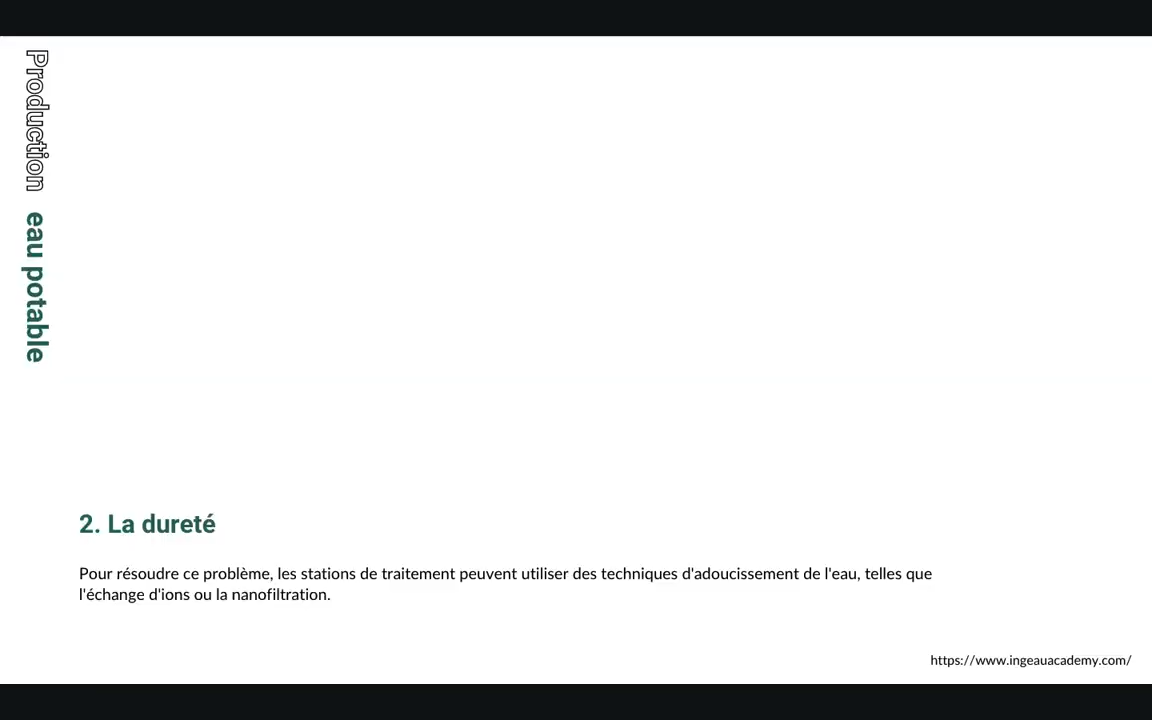 Production eau potable
2. La dureté
Pour résoudre ce problème, les stations de traitement peuvent utiliser des techniques d'adoucissement de l'eau, telles que
l'échange d'ions ou la nanofiltration.
https://www.ingeauacademy.com/